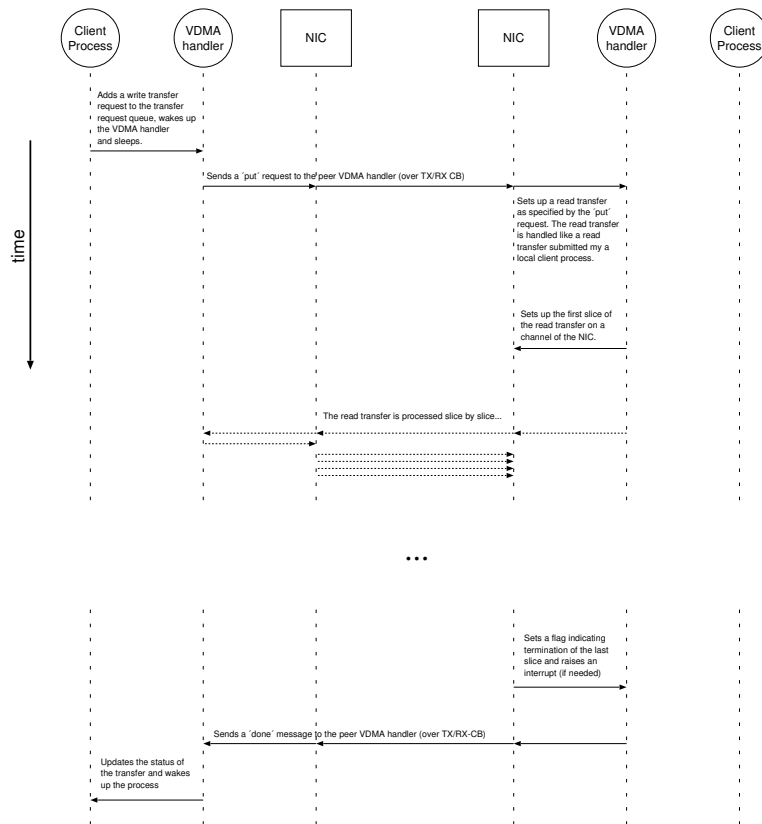 Client
Process
VDMA
handler
NIC
NIC
VDMA
handler
Client
Process
Adds a write transfer
request to the transfer
request queue, wakes up
the VDMA handler
and sleeps.
time
Sends a ´put´ request to the peer VDMA handler (over TX/RX CB)
Sets up a read transfer
as specified by the ´put´
request. The read transfer
is handled like a read
transfer submitted my a
local client process.
Sets up the first slice of
the read transfer on a
channel of the NIC.
The read transfer is processed slice by slice...
...
Sets a flag indicating
termination of the last
slice and raises an
interrupt (if needed)
Sends a ´done´ message to the peer VDMA handler (over TX/RX-CB)
Updates the status of
the transfer and wakes
up the process